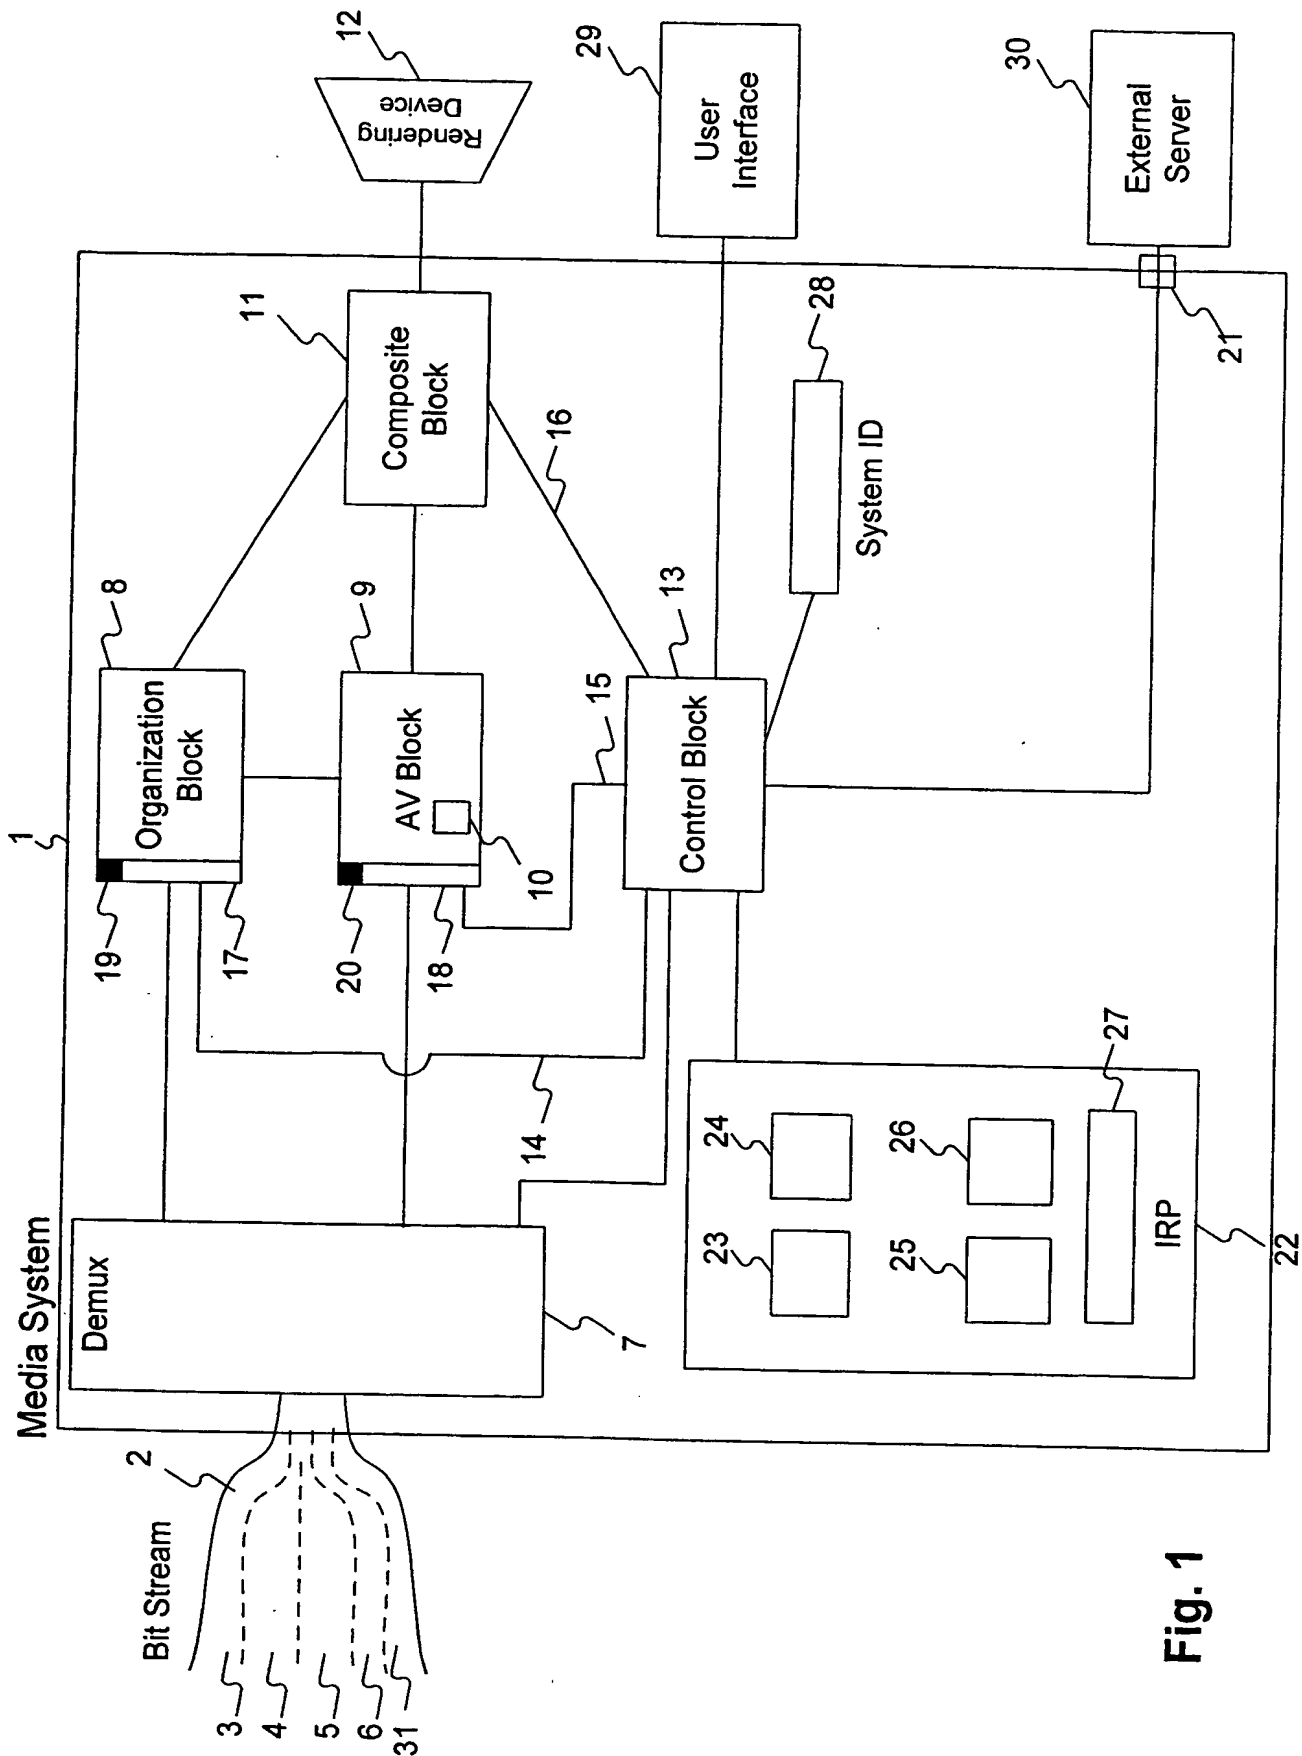 Media System
1
Bit Stream
2
3
4
5
6
31
Demux
7
19
17
Organization
Block
8
20
18
AV Block
9
10
14
15
16
Composite
Block
11
Rendering
Device
12
Control Block
13
User
Interface
29
System ID
28
External
Server
30
21
23
24
25
26
27
IRP
22
Fig. 1